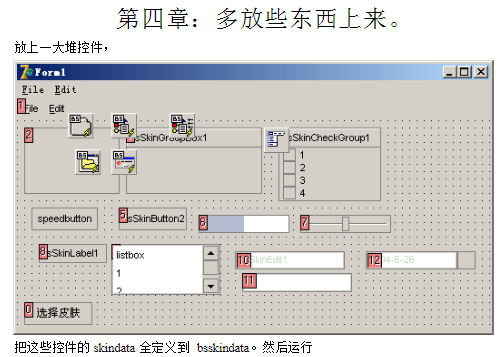 第四章：多放些东西上来。
放上一大堆控件，
Form1
File Edit
1 File Edit
2 sSkinGroupBox1 sSkinCheckGroup1
1
2
3
4
speedbutton 5 sSkinButton2 6 7
8 sSkinLabel1 listbox 10 SkinEdit1 12 04-6-26
1 11
2
0 选择皮肤
把这些控件的 skindata 全定义到 bsskindata。然后运行